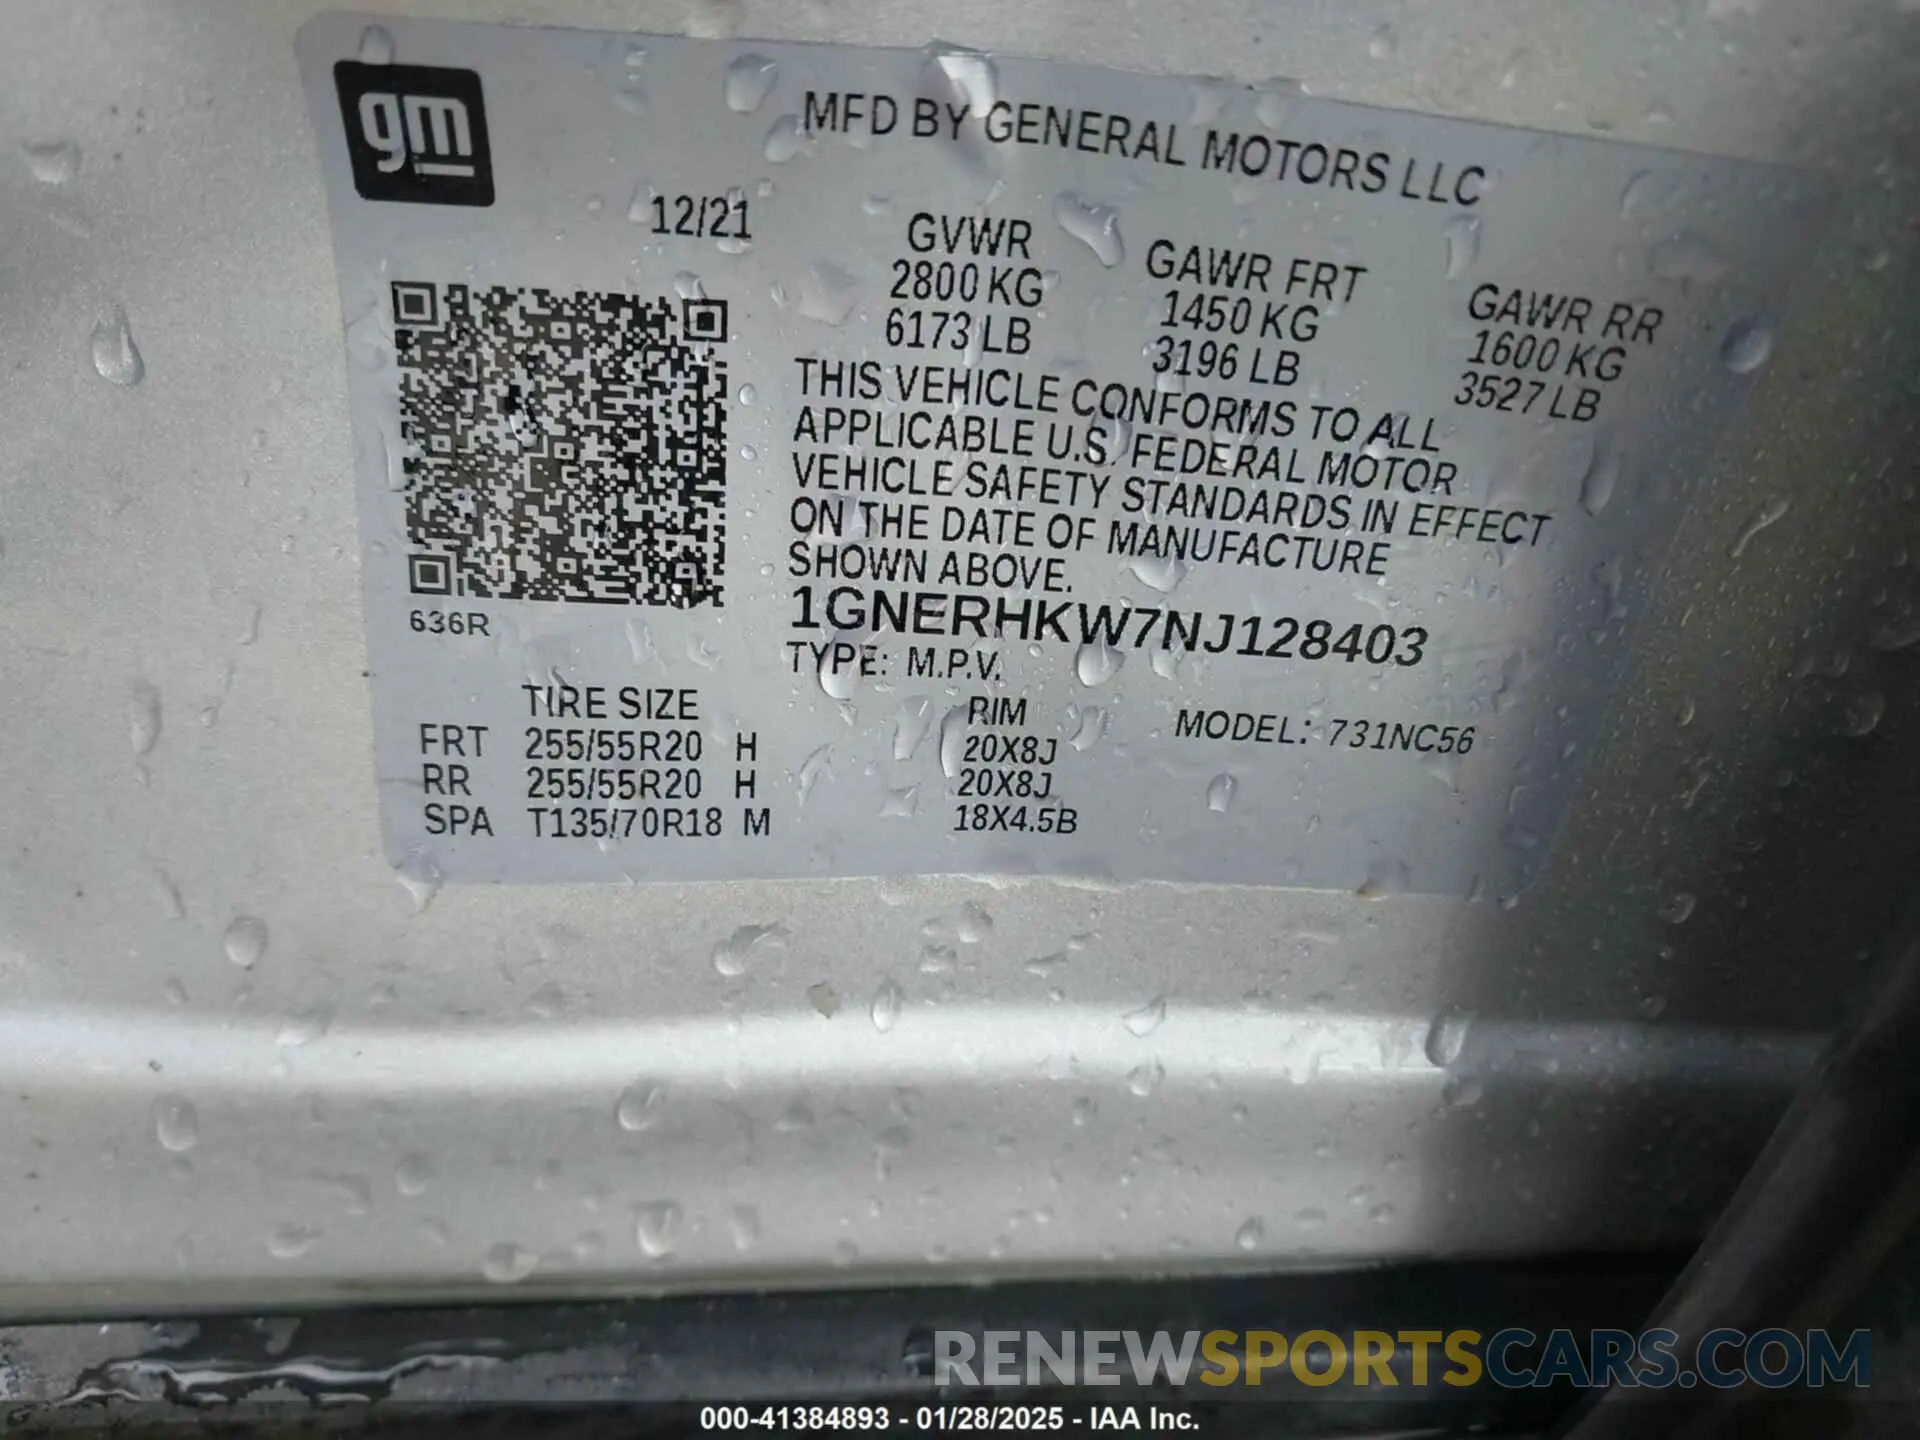 gm
MFD BY GENERAL MOTORS LLC
12/21
GVWR
2800 KG
6173 LB
GAWR FRT
1450 KG
3196 LB
GAWR RR
1600 KG
3527 LB
THIS VEHICLE CONFORMS TO ALL
APPLICABLE U.S. FEDERAL MOTOR
VEHICLE SAFETY STANDARDS IN EFFECT
ON THE DATE OF MANUFACTURE
SHOWN ABOVE.
636R
1GNERHKW7NJ128403
TYPE: M.P.V.
TIRE SIZE RIM MODEL: 731NC56
FRT 255/55R20 H 20X8J
RR 255/55R20 H 20X8J
SPA T135/70R18 M 18X4.5B
RENEWSPORTSCARS.COM
000-41384893 - 01/28/2025 - IAA Inc.